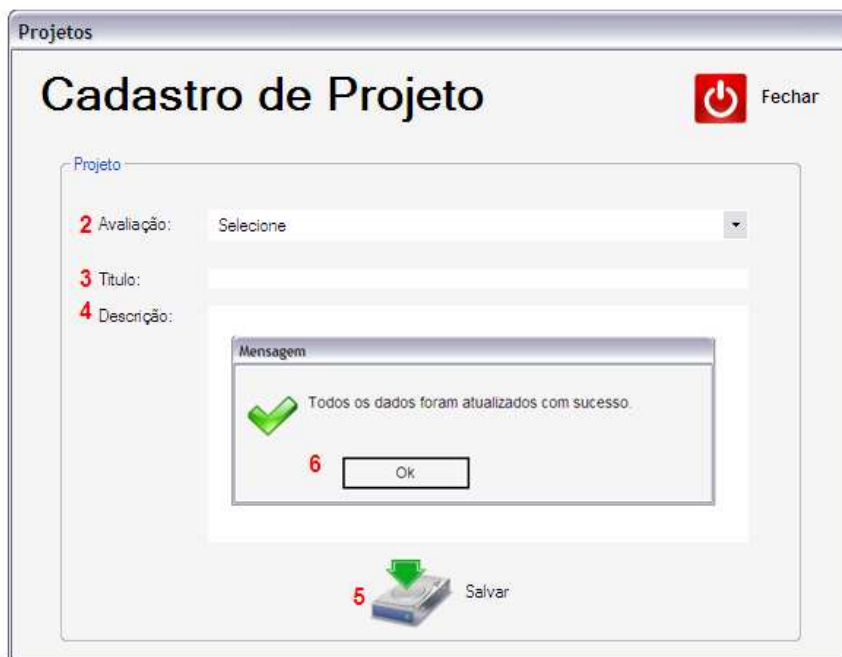 Projetos
Cadastro de Projeto
Fechar
Projeto
2 Avaliação: Selecione
3 Titulo:
4 Descrição:
Mensagem
Todos os dados foram atualizados com sucesso.
6 Ok
5 Salvar